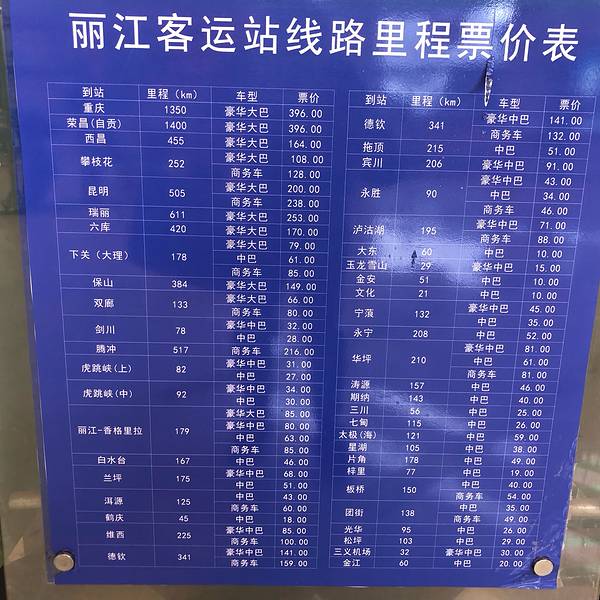 丽江客运站线路里程票价表
到站 里程（km） 车型 票价
重庆 1350 豪华大巴 396.00
荣昌(自贡) 1400 豪华大巴 396.00
西昌 455 豪华大巴 164.00
攀枝花 252 豪华大巴 108.00
商务车 128.00
昆明 505 豪华大巴 200.00
商务车 238.00
瑞丽 611 豪华大巴 253.00
六库 420 豪华大巴 170.00
下关（大理） 178 豪华大巴 79.00
中巴 61.00
商务车 85.00
保山 384 豪华大巴 149.00
双廊 133 豪华大巴 66.00
商务车 80.00
剑川 78 豪华中巴 32.00
中巴 28.00
腾冲 517 商务车 216.00
虎跳峡(上) 82 豪华中巴 31.00
中巴 27.00
虎跳峡(中) 92 豪华中巴 34.00
中巴 30.00
丽江-香格里拉 179 豪华大巴 85.00
豪华中巴 80.00
中巴 63.00
商务车 85.00
白水台 167 中巴 46.00
兰坪 175 豪华中巴 68.00
中巴 51.00
洱源 125 中巴 43.00
商务车 60.00
鹤庆 45 中巴 18.00
维西 225 豪华中巴 85.00
商务车 100.00
德钦 341 豪华中巴 141.00
商务车 159.00
到站 里程（km） 车型 票价
德钦 341 豪华中巴 141.00
商务车 132.00
拖顶 215 中巴 51.00
宾川 206 豪华中巴 91.00
永胜 90 豪华中巴 43.00
中巴 34.00
商务车 46.00
泸沽湖 195 豪华中巴 71.00
商务车 88.00
大东 60 中巴 10.00
玉龙雪山 29 豪华中巴 15.00
金安 51 中巴 10.00
文化 21 中巴 10.00
宁蒗 132 豪华中巴 45.00
中巴 35.00
永宁 208 中巴 52.00
华坪 210 豪华中巴 81.00
中巴 61.00
商务车 81.00
涛源 157 中巴 46.00
期纳 143 中巴 40.00
三川 56 中巴 25.00
七甸 115 中巴 26.00
太极(海) 121 中巴 59.00
星湖 105 中巴 38.00
片角 178 中巴 49.00
梓里 77 中巴 19.00
板桥 150 中巴 40.00
商务车 54.00
团街 138 中巴 35.00
商务车 49.00
光华 95 中巴 26.00
松坪 103 中巴 29.00
三义机场 32 豪华中巴 30.00
金江 60 中巴 20.00